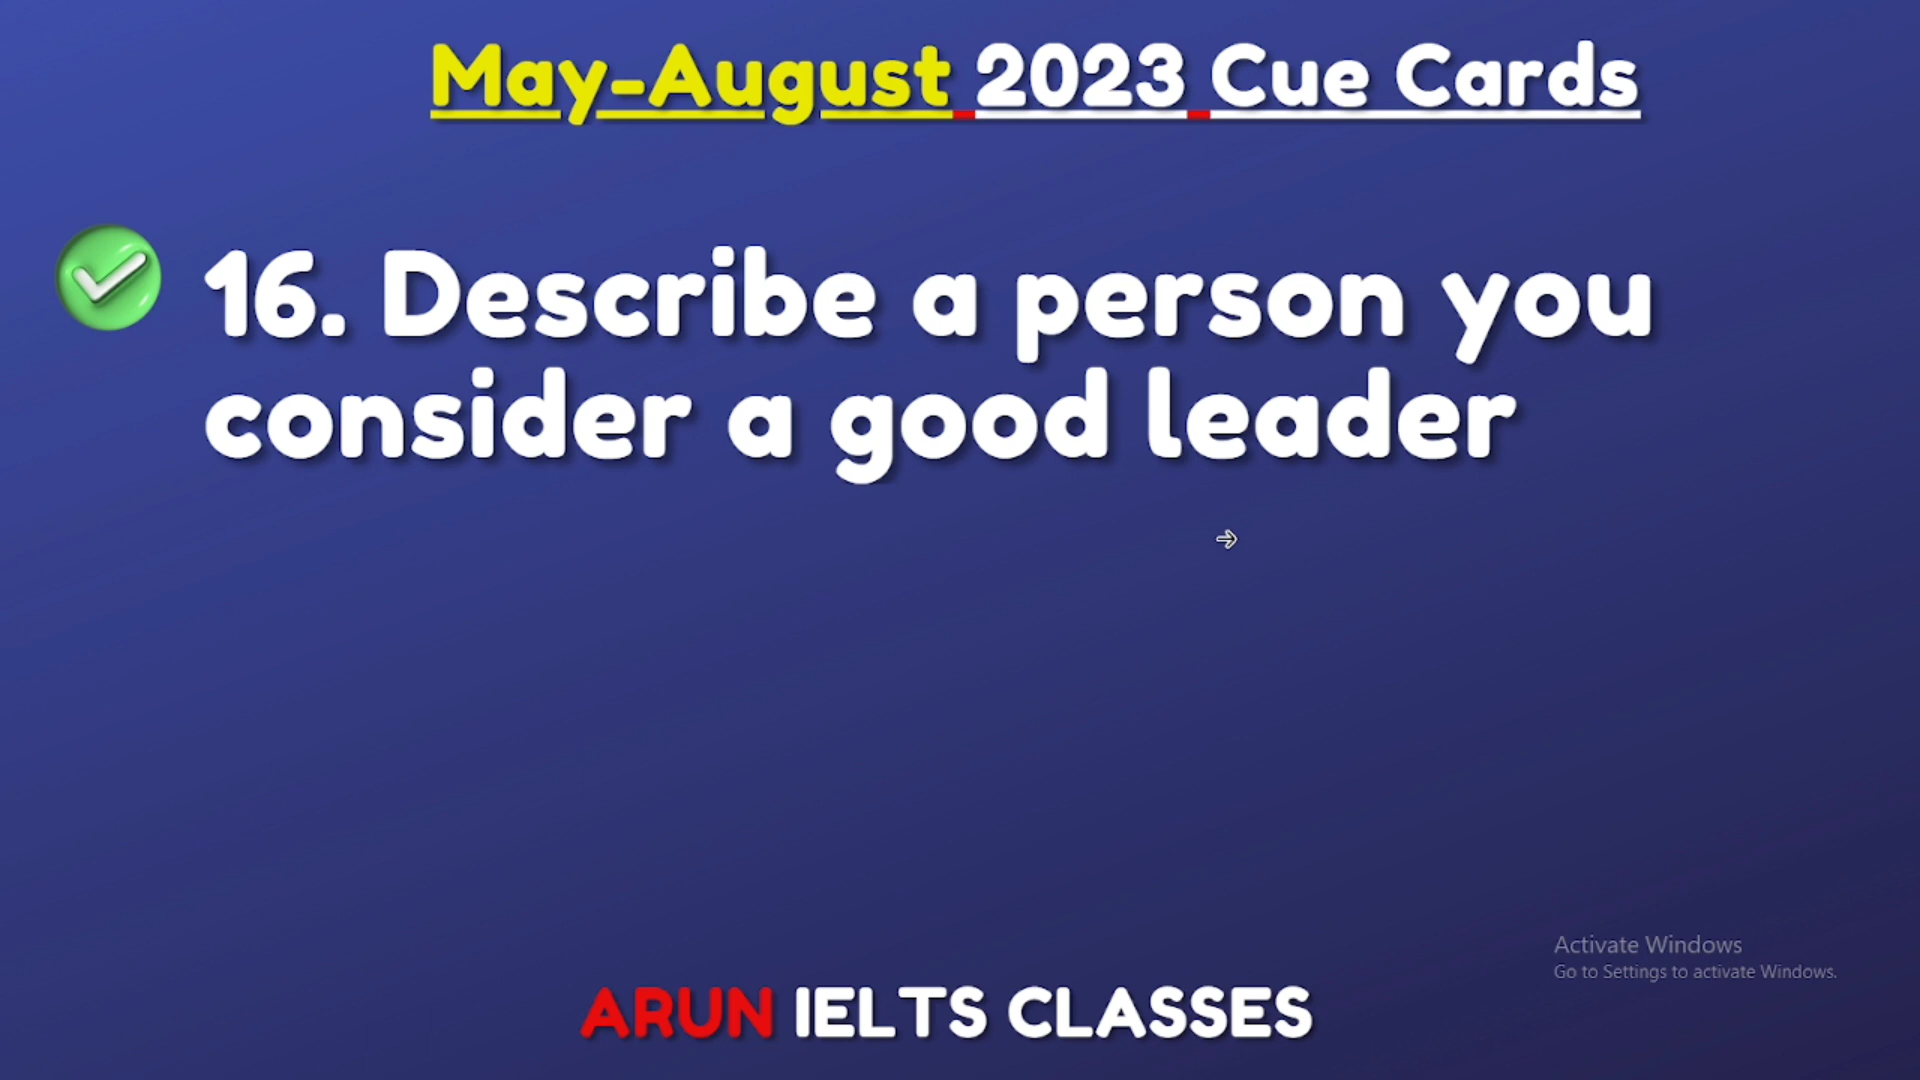 May-August 2023 Cue Cards
16. Describe a person you
consider a good leader
Activate Windows
Go to Settings to activate Windows.
ARUN IELTS CLASSES